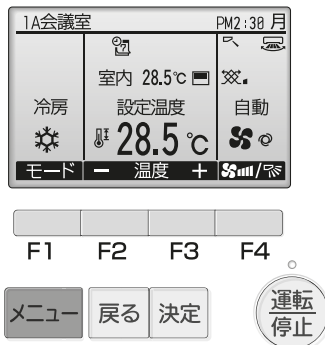 1A会議室 PM2:30 月
室内 28.5℃
冷房 設定温度 自動
28.5℃
モード − 温度 + /
F1 F2 F3 F4
メニュー 戻る 決定 運転
停止